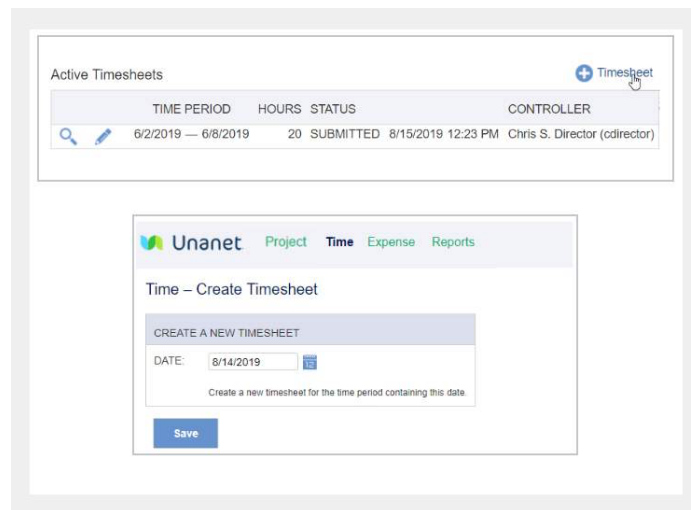 Active Timesheets
Timesheet
TIME PERIOD HOURS STATUS CONTROLLER
6/2/2019 — 6/8/2019 20 SUBMITTED 8/15/2019 12:23 PM Chris S. Director (cdirector)
Unanet Project Time Expense Reports
Time – Create Timesheet
CREATE A NEW TIMESHEET
DATE: 8/14/2019
Create a new timesheet for the time period containing this date.
Save